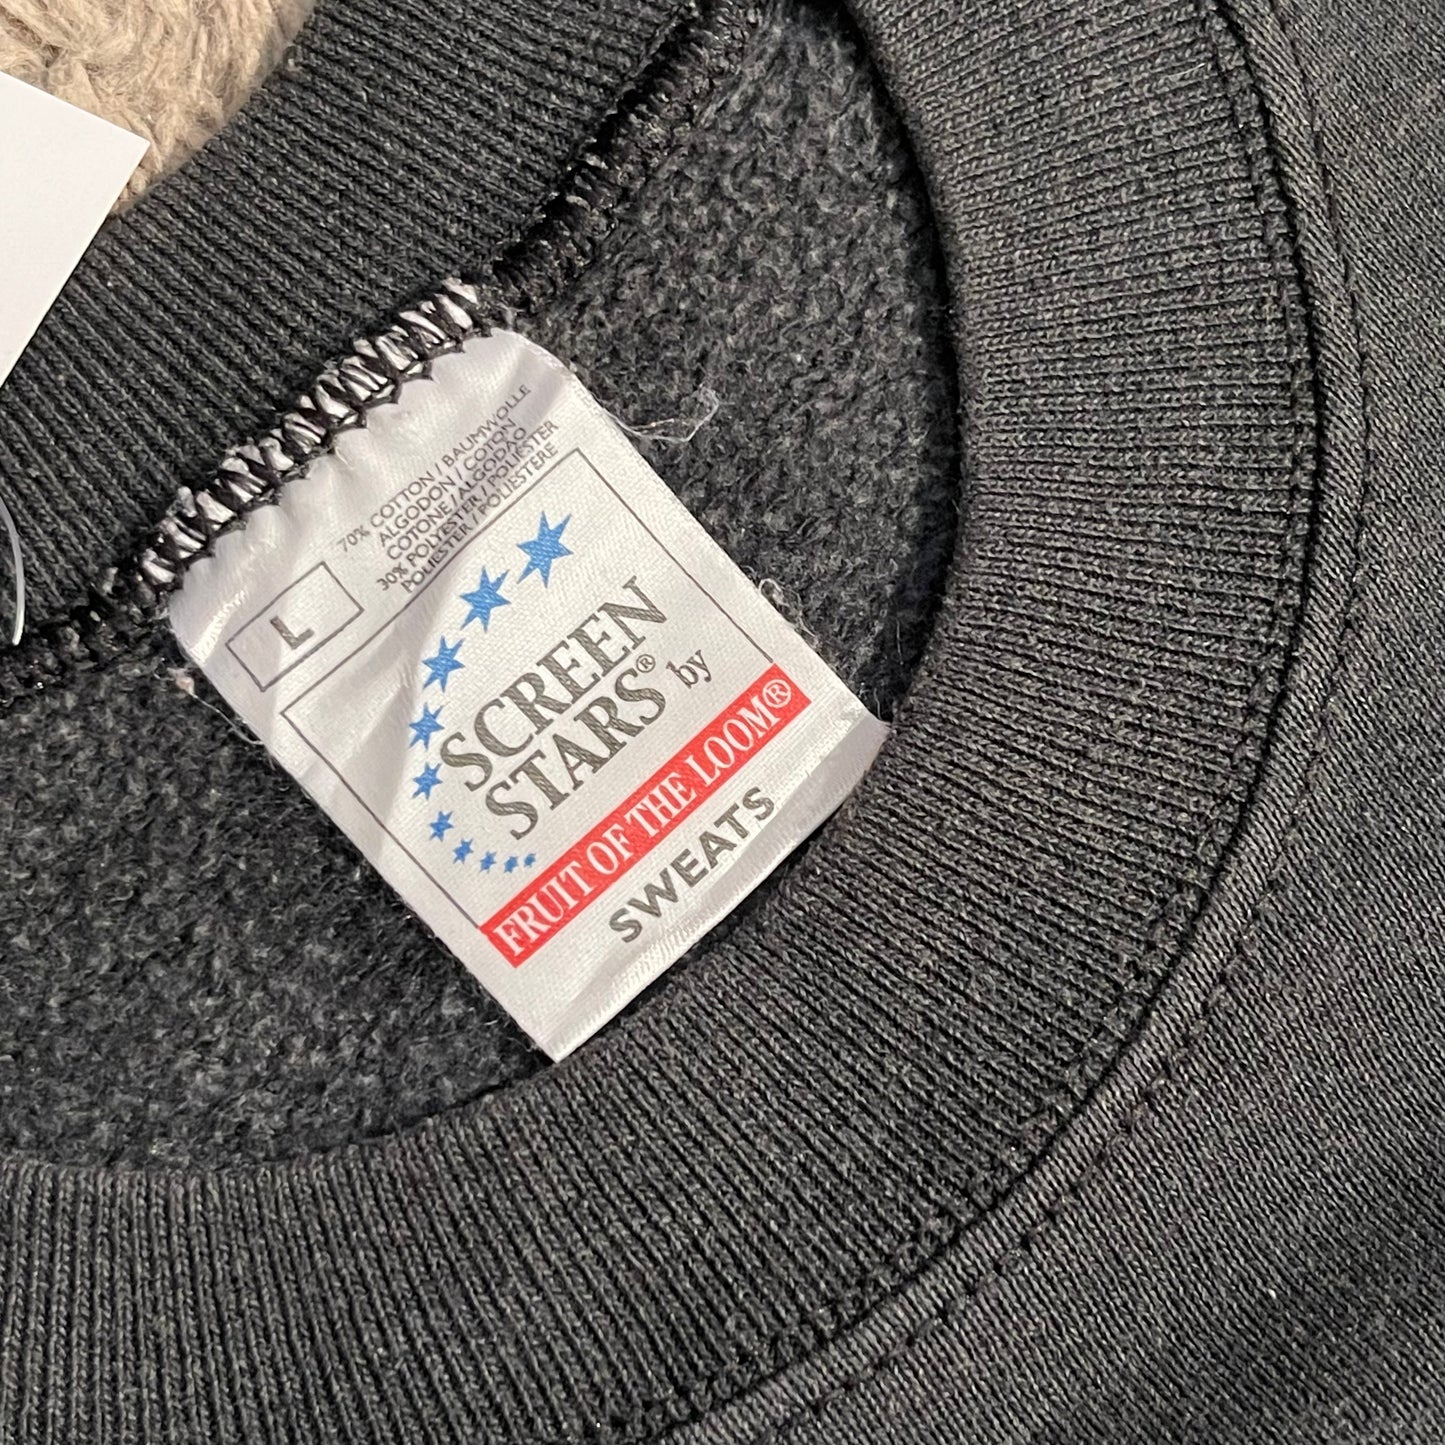 L
70% COTTON / BAUMWOLLE
ALGODON / COTON
COTONE / ALGODAO
30% POLYESTER / POLIESTER
POLIESTER / POLIESTERE
SCREEN
STARS® by
FRUIT OF THE LOOM®
SWEATS